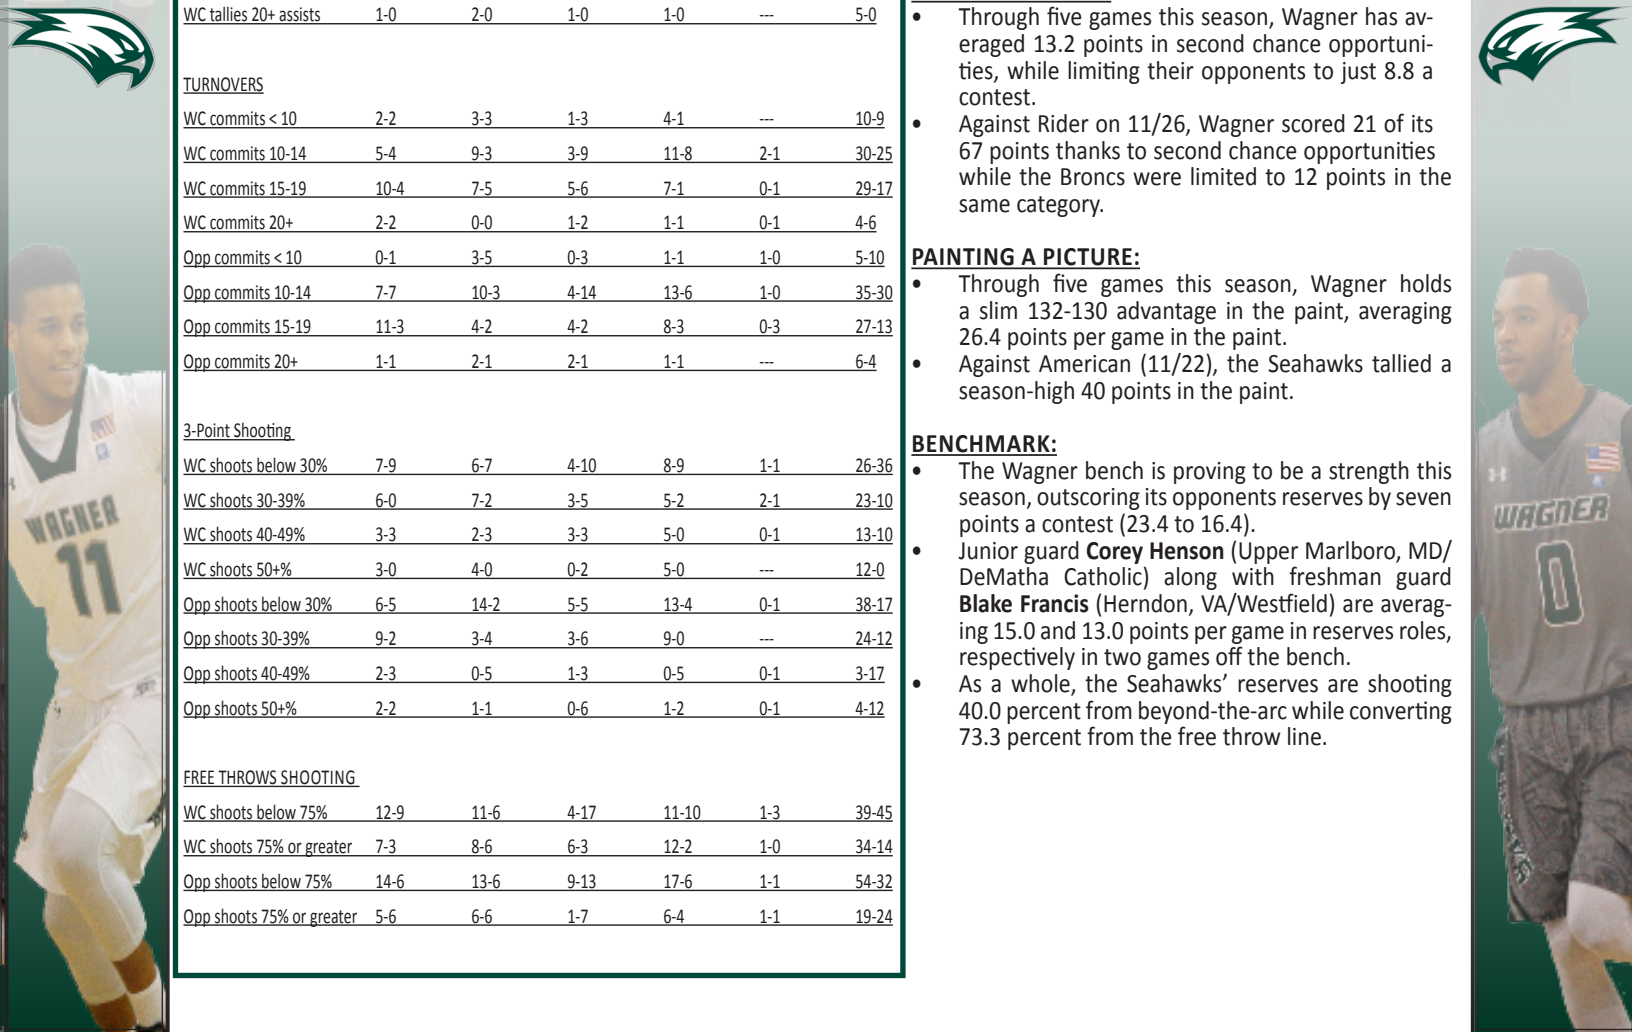 WC tallies 20+ assists 1-0 2-0 1-0 1-0 --- 5-0
TURNOVERS
WC commits < 10 2-2 3-3 1-3 4-1 --- 10-9
WC commits 10-14 5-4 9-3 3-9 11-8 2-1 30-25
WC commits 15-19 10-4 7-5 5-6 7-1 0-1 29-17
WC commits 20+ 2-2 0-0 1-2 1-1 0-1 4-6
Opp commits < 10 0-1 3-5 0-3 1-1 1-0 5-10
Opp commits 10-14 7-7 10-3 4-14 13-6 1-0 35-30
Opp commits 15-19 11-3 4-2 4-2 8-3 0-3 27-13
Opp commits 20+ 1-1 2-1 2-1 1-1 --- 6-4
3-Point Shooting
WC shoots below 30% 7-9 6-7 4-10 8-9 1-1 26-36
WC shoots 30-39% 6-0 7-2 3-5 5-2 2-1 23-10
WC shoots 40-49% 3-3 2-3 3-3 5-0 0-1 13-10
WC shoots 50+% 3-0 4-0 0-2 5-0 --- 12-0
Opp shoots below 30% 6-5 14-2 5-5 13-4 0-1 38-17
Opp shoots 30-39% 9-2 3-4 3-6 9-0 --- 24-12
Opp shoots 40-49% 2-3 0-5 1-3 0-5 0-1 3-17
Opp shoots 50+% 2-2 1-1 0-6 1-2 0-1 4-12
FREE THROWS SHOOTING
WC shoots below 75% 12-9 11-6 4-17 11-10 1-3 39-45
WC shoots 75% or greater 7-3 8-6 6-3 12-2 1-0 34-14
Opp shoots below 75% 14-6 13-6 9-13 17-6 1-1 54-32
Opp shoots 75% or greater 5-6 6-6 1-7 6-4 1-1 19-24
• Through five games this season, Wagner has av-
eraged 13.2 points in second chance opportuni-
ties, while limiting their opponents to just 8.8 a
contest.
• Against Rider on 11/26, Wagner scored 21 of its
67 points thanks to second chance opportunities
while the Broncs were limited to 12 points in the
same category.
PAINTING A PICTURE:
• Through five games this season, Wagner holds
a slim 132-130 advantage in the paint, averaging
26.4 points per game in the paint.
• Against American (11/22), the Seahawks tallied a
season-high 40 points in the paint.
BENCHMARK:
• The Wagner bench is proving to be a strength this
season, outscoring its opponents reserves by seven
points a contest (23.4 to 16.4).
• Junior guard Corey Henson (Upper Marlboro, MD/
DeMatha Catholic) along with freshman guard
Blake Francis (Herndon, VA/Westfield) are averag-
ing 15.0 and 13.0 points per game in reserves roles,
respectively in two games off the bench.
• As a whole, the Seahawks’ reserves are shooting
40.0 percent from beyond-the-arc while converting
73.3 percent from the free throw line.
WAGNER
11
WAGNER
0